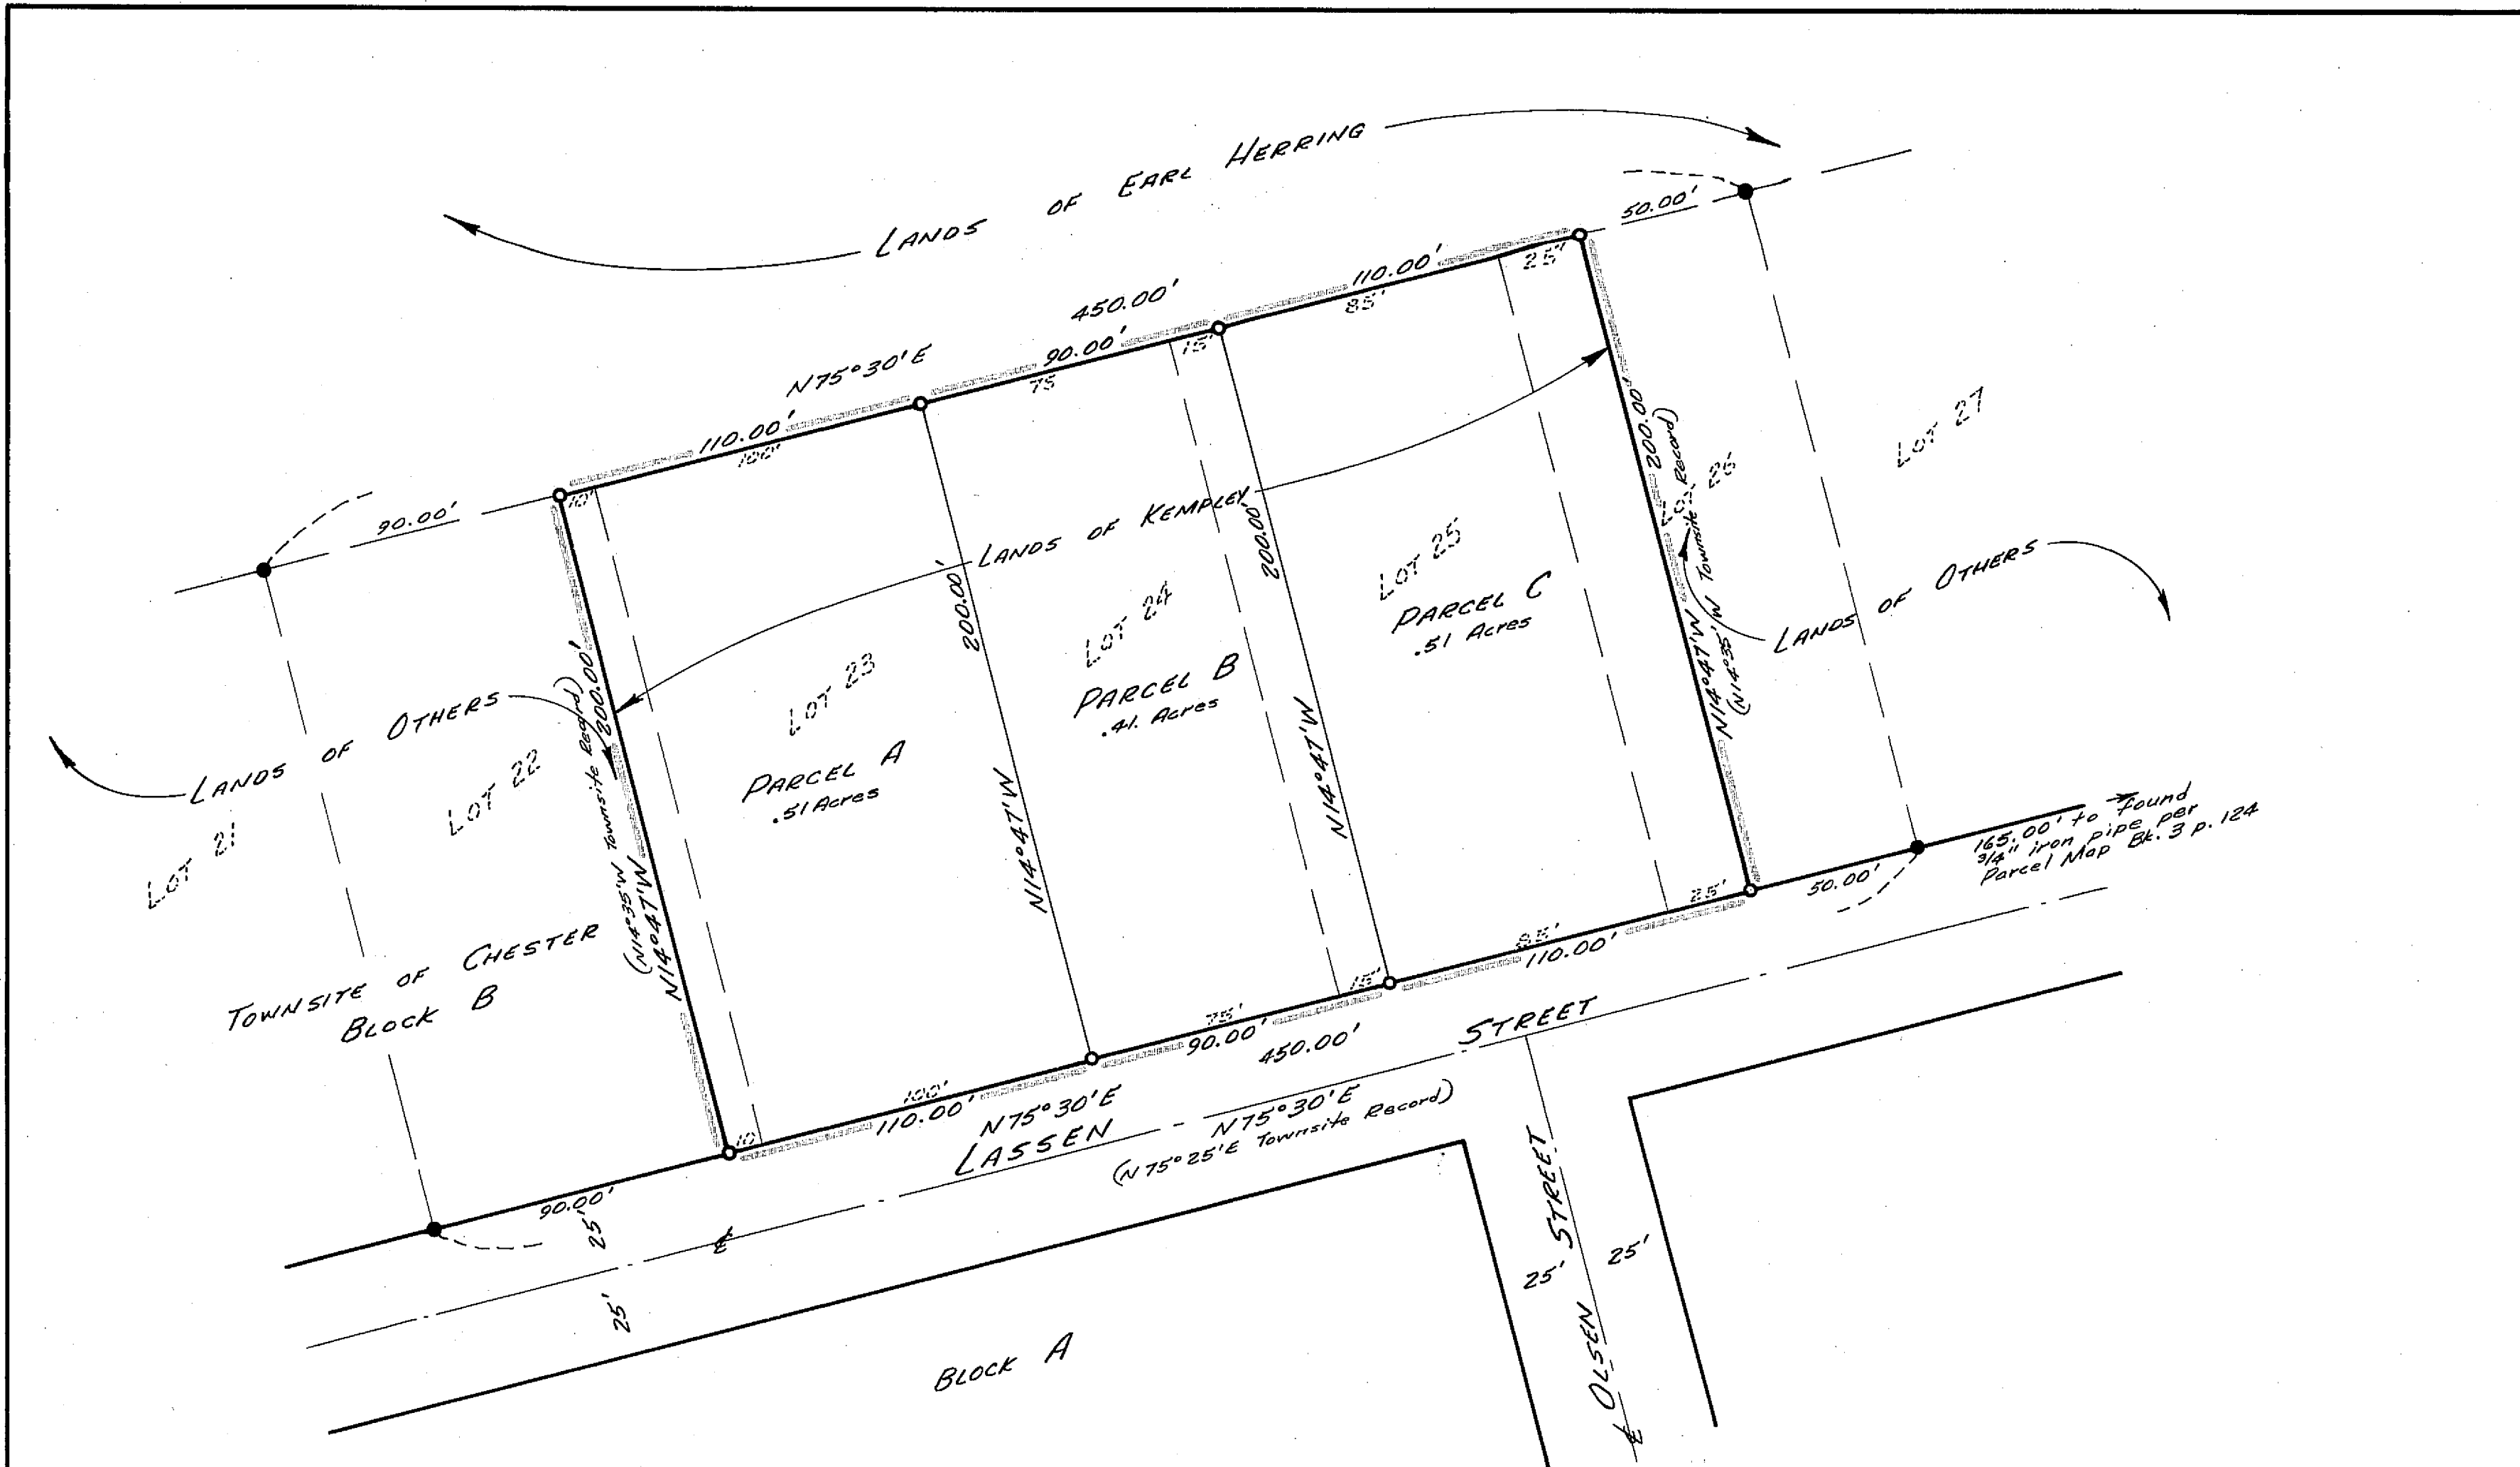 LANDS OF EARL HERRING
50.00'
110.00'
25'
85'
450.00'
90.00'
15'
75
N75°30'E
110.00'
100'
10'
90.00'
200.00'
(N14°35'W Townsite Record)
N14°47'W
LOT 26
LOT 27
LANDS OF KEMPLEY
200.00'
N14°47'W
200.00'
N14°47'W
LOT 25
PARCEL C
.51 Acres
LOT 24
PARCEL B
.41 Acres
LOT 23
PARCEL A
.51 Acres
LANDS OF OTHERS
LANDS OF OTHERS
200.00'
(N14°35'W Townsite Record)
N14°47'W
LOT 22
LOT 21
TOWNSITE OF CHESTER
BLOCK B
165.00' to found
3/4" iron pipe per
Parcel Map Bk. 3 p. 124
50.00'
25'
85'
110.00'
15'
75'
90.00'
450.00'
100'
110.00'
N75°30'E
10
90.00'
LASSEN STREET
N75°30'E
(N75°25'E Townsite Record)
25'
25'
℄
BLOCK A
25'
25'
℄ OLSEN STREET